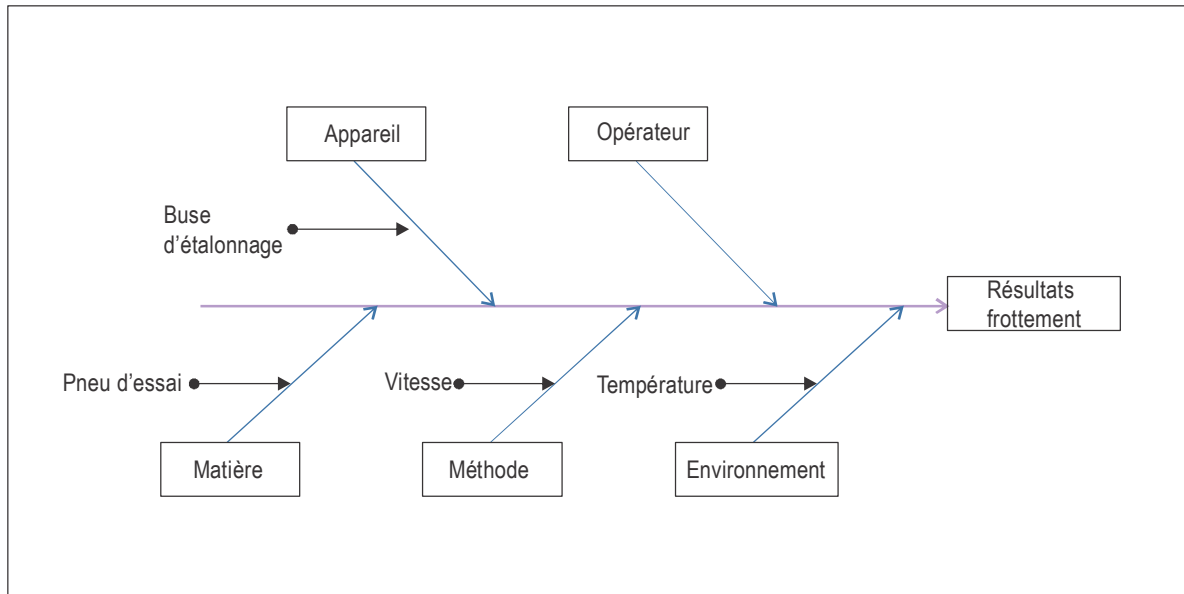 Appareil
Opérateur
Buse
d’étalonnage
Résultats
frottement
Pneu d’essai
Vitesse
Température
Matière
Méthode
Environnement